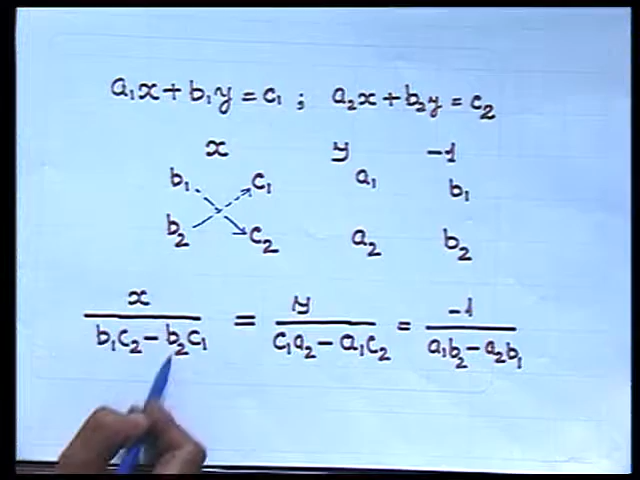 a₁x + b₁y = c₁ ; a₂x + b₂y = c₂
x y -1
b₁ c₁ a₁ b₁
b₂ c₂ a₂ b₂
x / (b₁c₂ - b₂c₁) = y / (c₁a₂ - a₁c₂) = -1 / (a₁b₂ - a₂b₁)